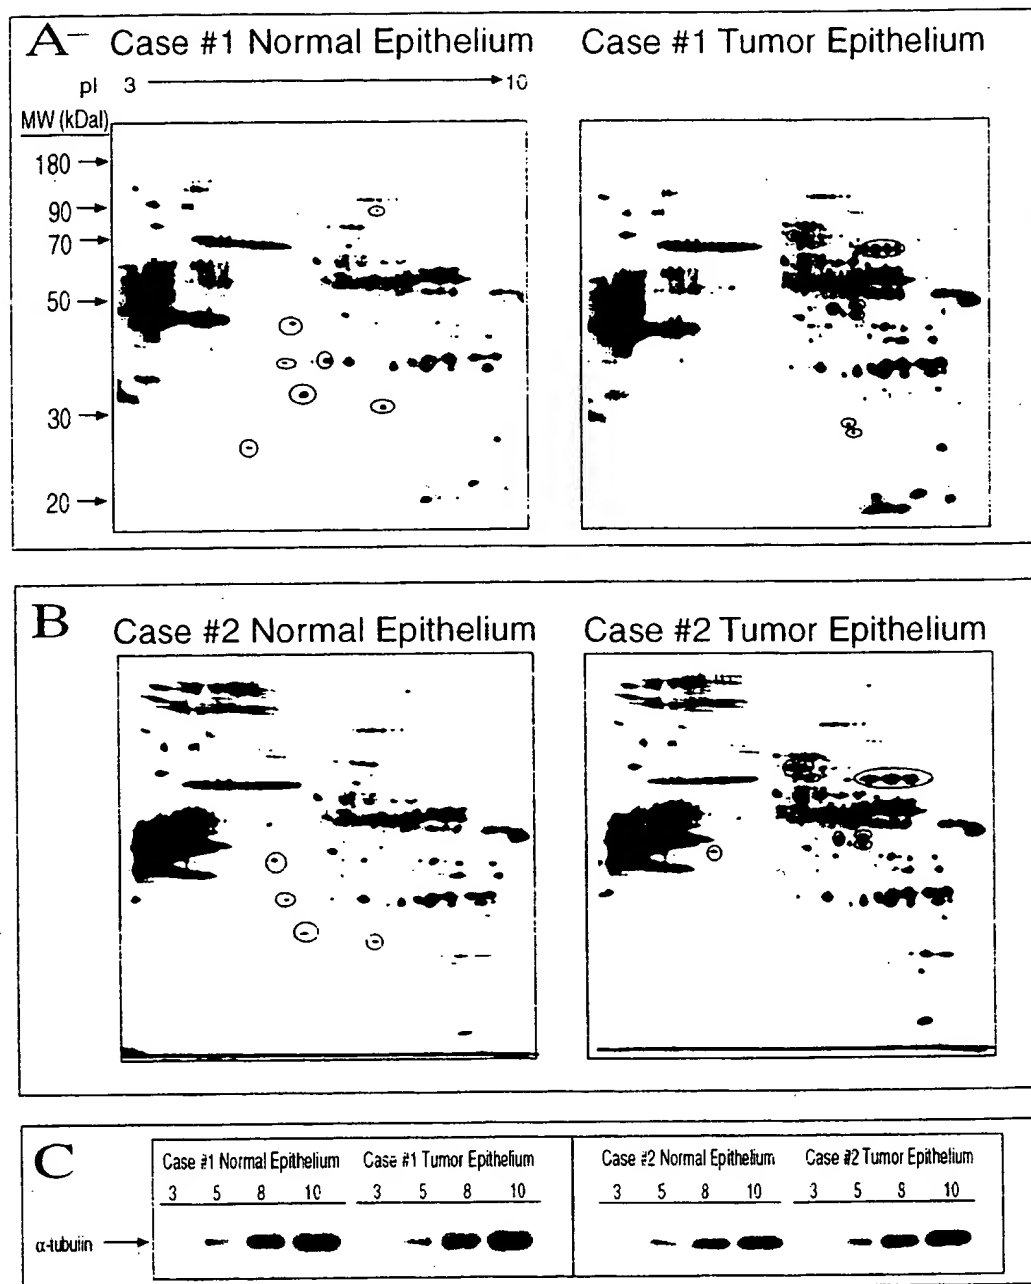 A Case #1 Normal Epithelium Case #1 Tumor Epithelium
pI 3 10
MW (kDal)
180
90
70
50
30
20
B Case #2 Normal Epithelium Case #2 Tumor Epithelium
C
Case #1 Normal Epithelium Case #1 Tumor Epithelium Case #2 Normal Epithelium Case #2 Tumor Epithelium
3 5 8 10 3 5 8 10 3 5 8 10 3 5 8 10
α-tubulin